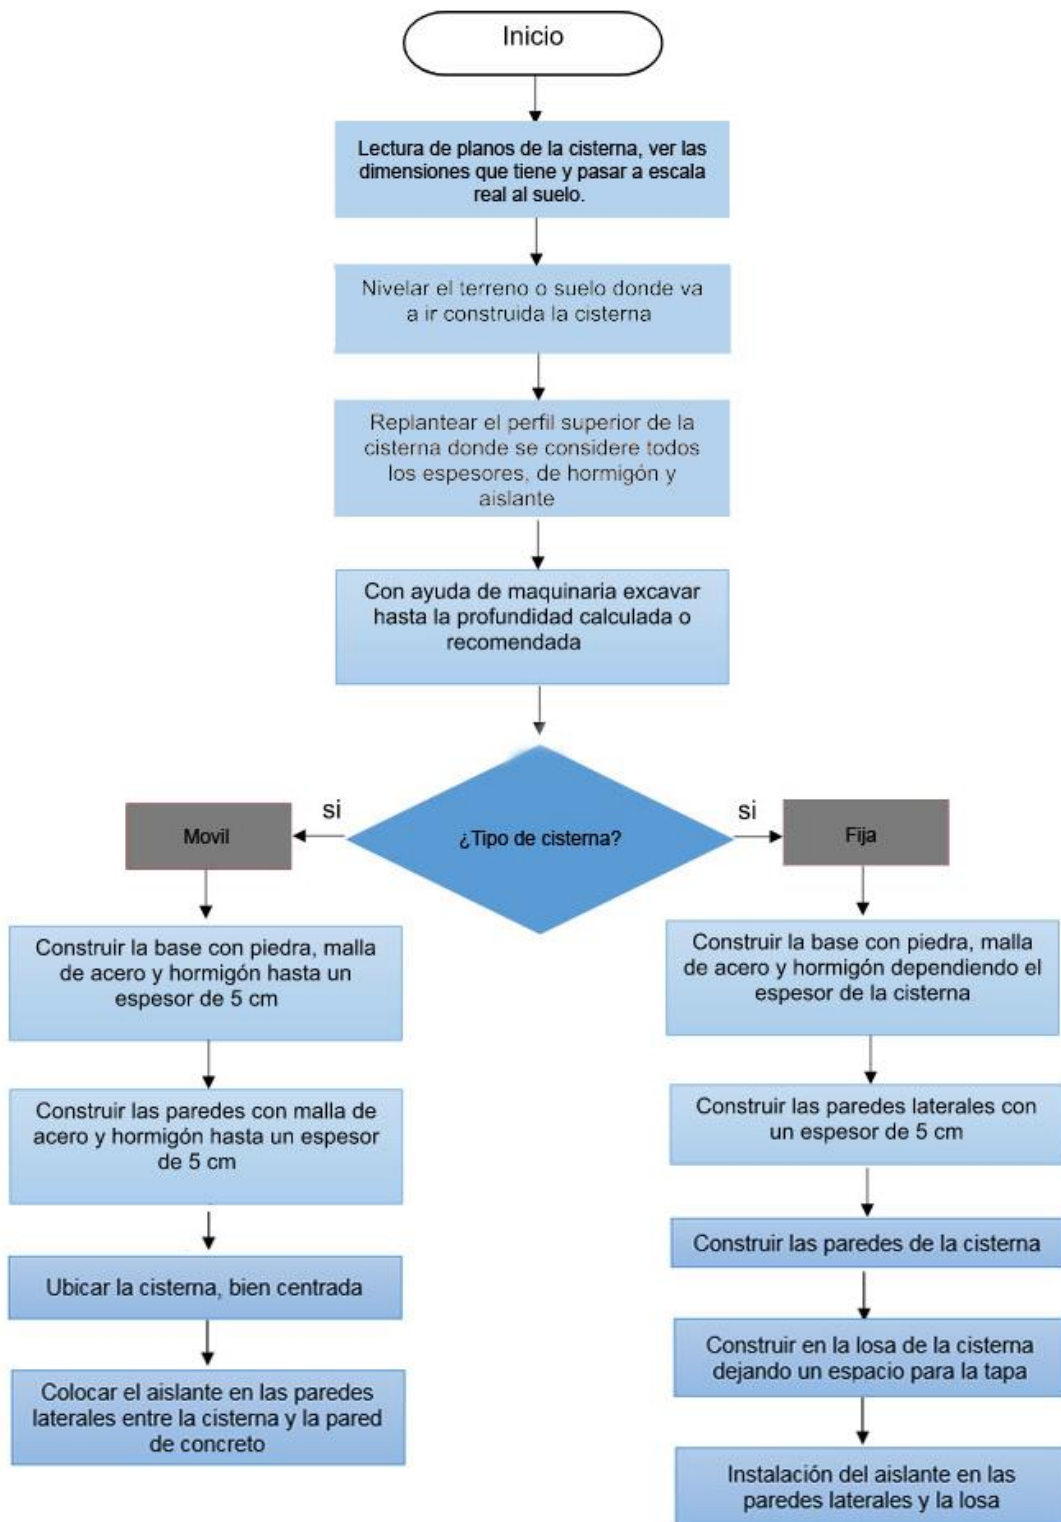 Inicio
Lectura de planos de la cisterna, ver las
dimensiones que tiene y pasar a escala
real al suelo.
Nivelar el terreno o suelo donde va
a ir construida la cisterna
Replantear el perfil superior de la
cisterna donde se considere todos
los espesores, de hormigón y
aislante
Con ayuda de maquinaria excavar
hasta la profundidad calculada o
recomendada
¿Tipo de cisterna?
si
Movil
Construir la base con piedra, malla
de acero y hormigón hasta un
espesor de 5 cm
Construir las paredes con malla de
acero y hormigón hasta un espesor
de 5 cm
Ubicar la cisterna, bien centrada
Colocar el aislante en las paredes
laterales entre la cisterna y la pared
de concreto
si
Fija
Construir la base con piedra, malla
de acero y hormigón dependiendo el
espesor de la cisterna
Construir las paredes laterales con
un espesor de 5 cm
Construir las paredes de la cisterna
Construir en la losa de la cisterna
dejando un espacio para la tapa
Instalación del aislante en las
paredes laterales y la losa